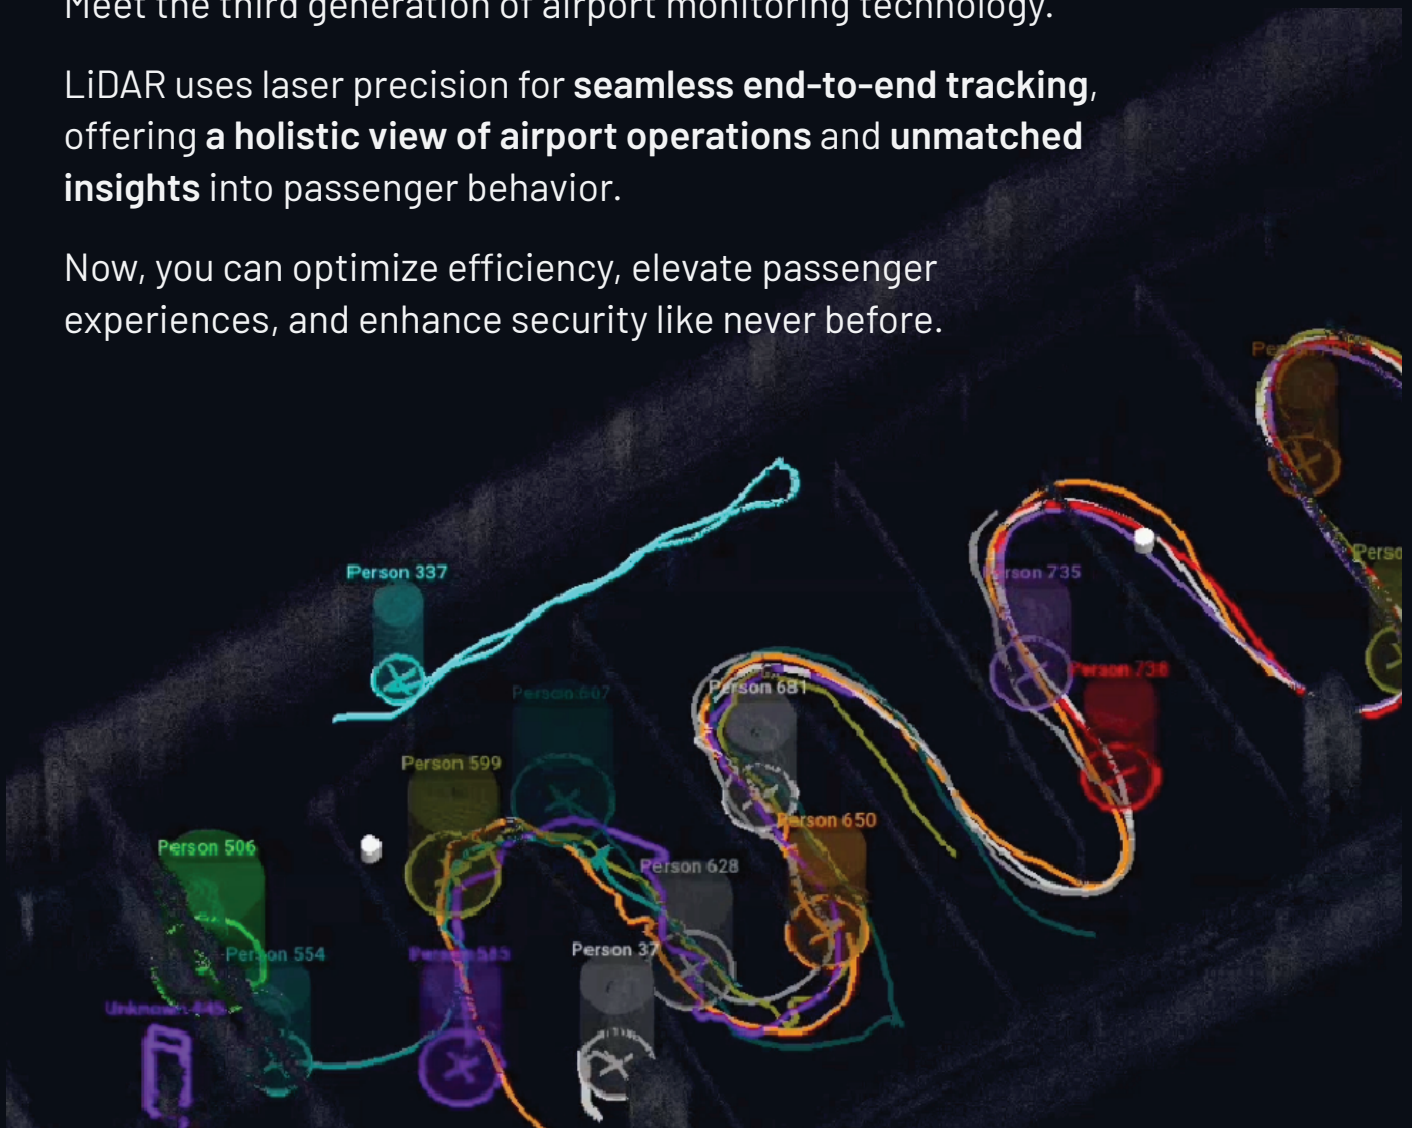 Meet the third generation of airport monitoring technology.
LiDAR uses laser precision for seamless end-to-end tracking,
offering a holistic view of airport operations and unmatched
insights into passenger behavior.
Now, you can optimize efficiency, elevate passenger
experiences, and enhance security like never before.
Person 337
Person 735
Person 738
Person 607
Person 681
Person 599
Person 650
Person 506
Person 628
Person 554
Person 37